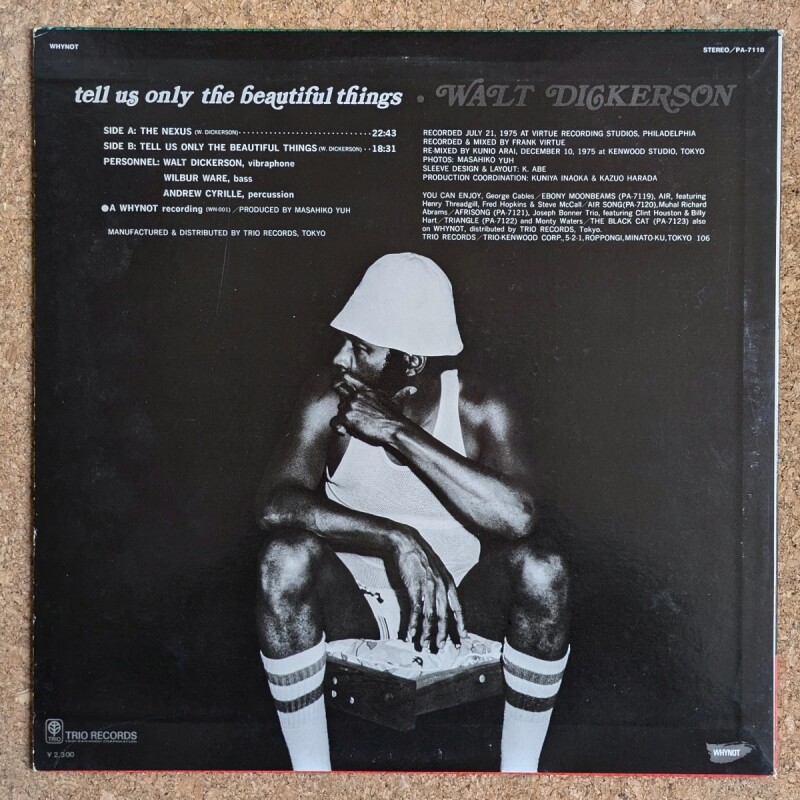 WHYNOT
STEREO/PA-7118
tell us only the beautiful things • WALT DICKERSON
SIDE A: THE NEXUS (W. DICKERSON)····························22:43
SIDE B: TELL US ONLY THE BEAUTIFUL THINGS (W. DICKERSON)··18:31
PERSONNEL: WALT DICKERSON, vibraphone
WILBUR WARE, bass
ANDREW CYRILLE, percussion
●A WHYNOT recording (WN-001)/PRODUCED BY MASAHIKO YUH
MANUFACTURED & DISTRIBUTED BY TRIO RECORDS, TOKYO
RECORDED JULY 21, 1975 AT VIRTUE RECORDING STUDIOS, PHILADELPHIA
RECORDED & MIXED BY FRANK VIRTUE
RE-MIXED BY KUNIO ARAI, DECEMBER 10, 1975 at KENWOOD STUDIO, TOKYO
PHOTOS: MASAHIKO YUH
SLEEVE DESIGN & LAYOUT: K. ABE
PRODUCTION COORDINATION: KUNIYA INAOKA & KAZUO HARADA
YOU CAN ENJOY, George Cables/EBONY MOONBEAMS (PA-7119), AIR, featuring
Henry Threadgill, Fred Hopkins & Steve McCall/AIR SONG(PA-7120),Muhal Richard
Abrams/AFRISONG (PA-7121), Joseph Bonner Trio, featuring Clint Houston & Billy
Hart/TRIANGLE (PA-7122) and Monty Waters/THE BLACK CAT (PA-7123) also
on WHYNOT, distributed by TRIO RECORDS, Tokyo.
TRIO RECORDS/TRIO-KENWOOD CORP.,5-2-1,ROPPONGI,MINATO-KU,TOKYO 106
TRIO
TRIO RECORDS
TRIO-KENWOOD CORPORATION
¥2,300
WHYNOT